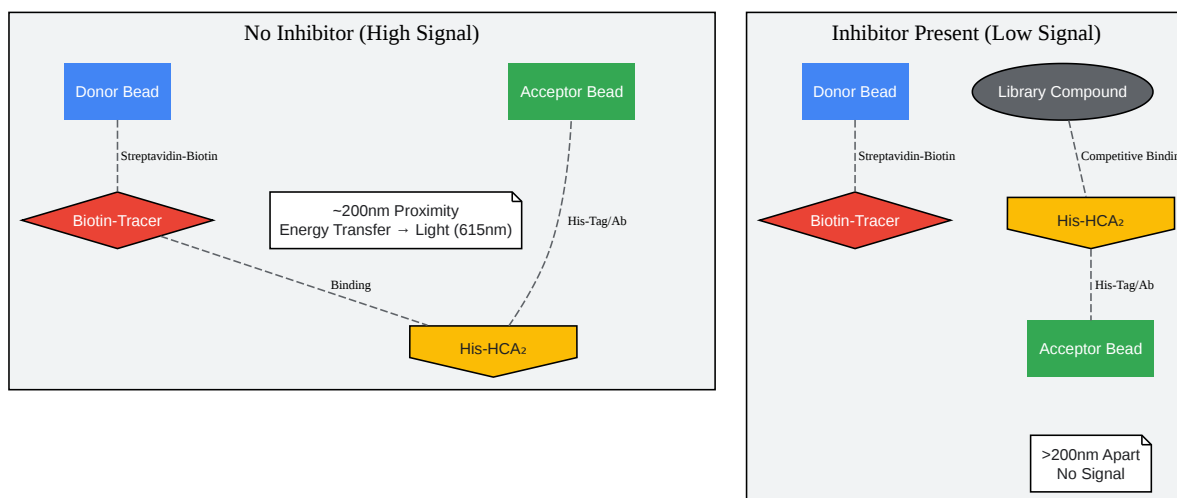 No Inhibitor (High Signal)
Donor Bead
Acceptor Bead
Streptavidin-Biotin
Biotin-Tracer
~200nm Proximity
Energy Transfer → Light (615nm)
His-Tag/Ab
Binding
His-HCA₂
Inhibitor Present (Low Signal)
Donor Bead
Library Compound
Streptavidin-Biotin
Competitive Binding
Biotin-Tracer
His-HCA₂
His-Tag/Ab
Acceptor Bead
>200nm Apart
No Signal